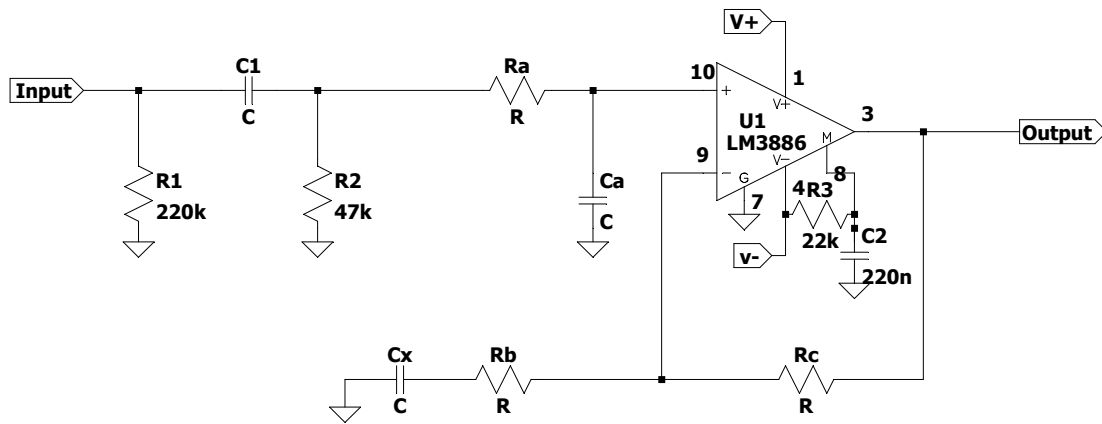 V+
Input
C1
C
Ra
R
10
1
+
V+
U1
LM3886
3
Output
M
V-
9
-
G
7
8
R1
220k
R2
47k
Ca
C
4
R3
22k
C2
220n
v-
Cx
C
Rb
R
Rc
R